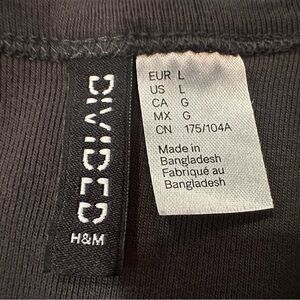 DIVIDED
H&M
EUR L
US L
CA G
MX G
CN 175/104A
Made in
Bangladesh
Fabriqué au
Bangladesh